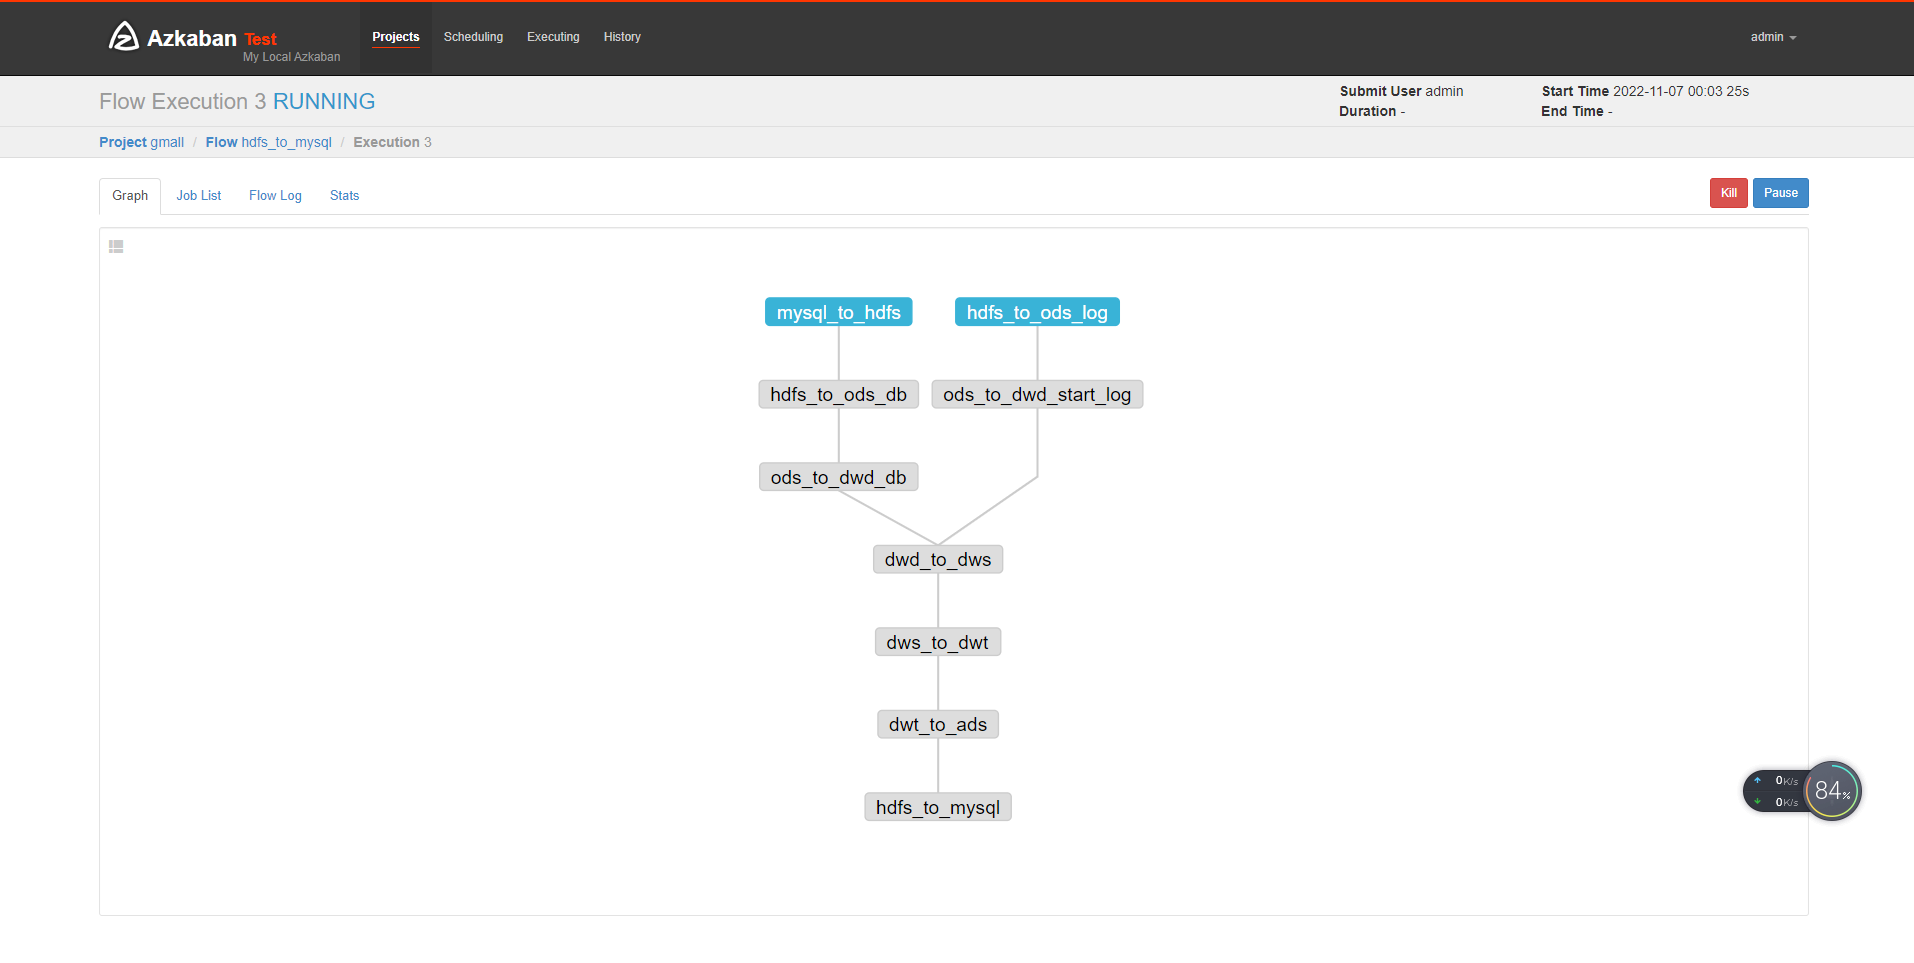 Azkaban Test
My Local Azkaban
Projects Scheduling Executing History
admin
Flow Execution 3 RUNNING
Submit User admin
Duration -
Start Time 2022-11-07 00:03 25s
End Time -
Project gmall / Flow hdfs_to_mysql / Execution 3
Graph Job List Flow Log Stats
Kill Pause
mysql_to_hdfs hdfs_to_ods_log
hdfs_to_ods_db ods_to_dwd_start_log
ods_to_dwd_db
dwd_to_dws
dws_to_dwt
dwt_to_ads
0K/s
0K/s
84%
hdfs_to_mysql